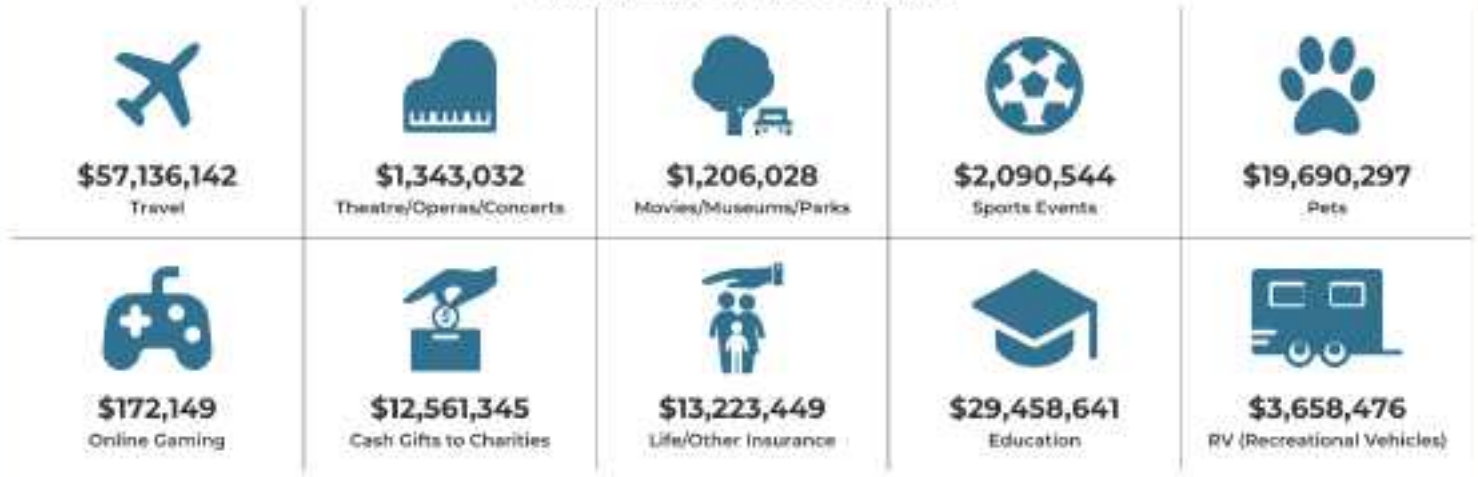 $57,136,142
Travel
$1,343,032
Theatre/Operas/Concerts
$1,206,028
Movies/Museums/Parks
$2,090,544
Sports Events
$19,690,297
Pets
$172,149
Online Gaming
$12,561,345
Cash Gifts to Charities
$13,223,449
Life/Other Insurance
$29,458,641
Education
$3,658,476
RV (Recreational Vehicles)